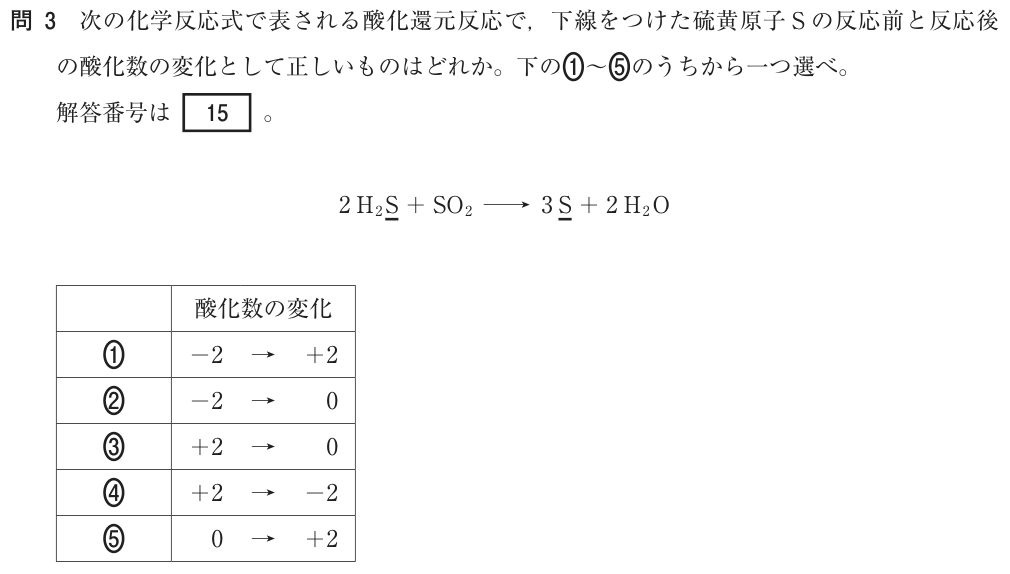 問 3 次の化学反応式で表される酸化還元反応で，下線をつけた硫黄原子Ｓの反応前と反応後
の酸化数の変化として正しいものはどれか。下の①～⑤のうちから一つ選べ。
解答番号は 15 。
2 H₂S + SO₂ ⟶ 3 S + 2 H₂O
酸化数の変化
① −2 → +2
② −2 → 0
③ +2 → 0
④ +2 → −2
⑤ 0 → +2